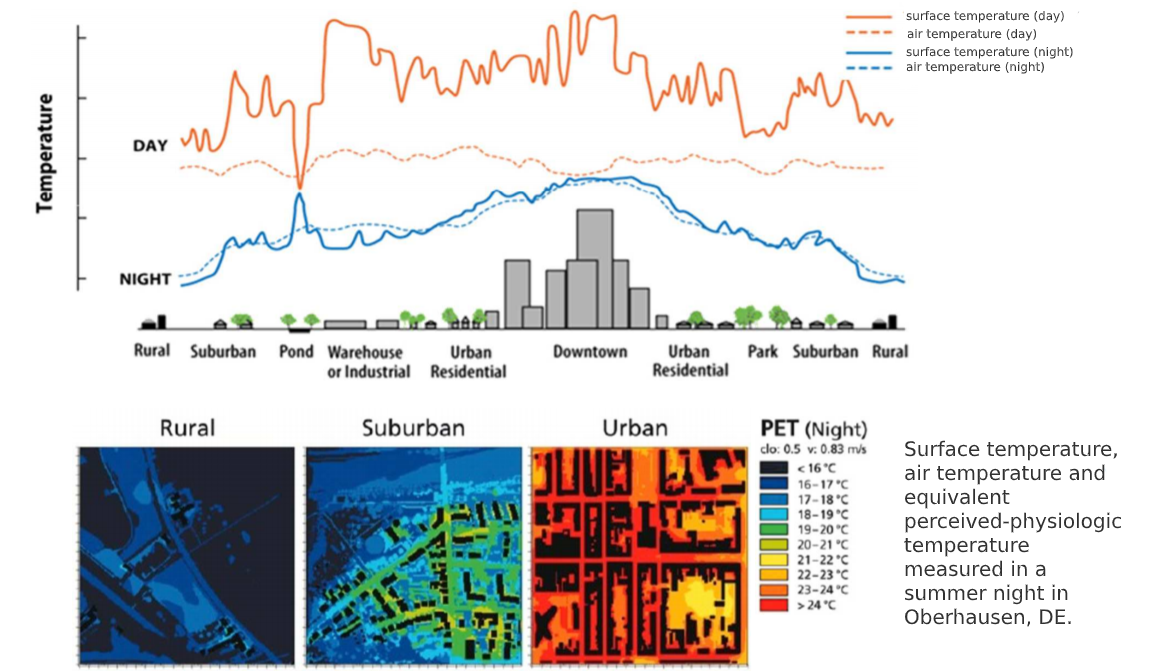 surface temperature (day)
air temperature (day)
surface temperature (night)
air temperature (night)
Temperature
DAY
NIGHT
Rural
Suburban
Pond
Warehouse
or Industrial
Urban
Residential
Downtown
Urban
Residential
Park
Suburban
Rural
Rural
Suburban
Urban
PET (Night)
clo: 0.5 v: 0.83 m/s
< 16 °C
16–17 °C
17–18 °C
18–19 °C
19–20 °C
20–21 °C
21–22 °C
22–23 °C
23–24 °C
> 24 °C
Surface temperature,
air temperature and
equivalent
perceived-physiologic
temperature
measured in a
summer night in
Oberhausen, DE.